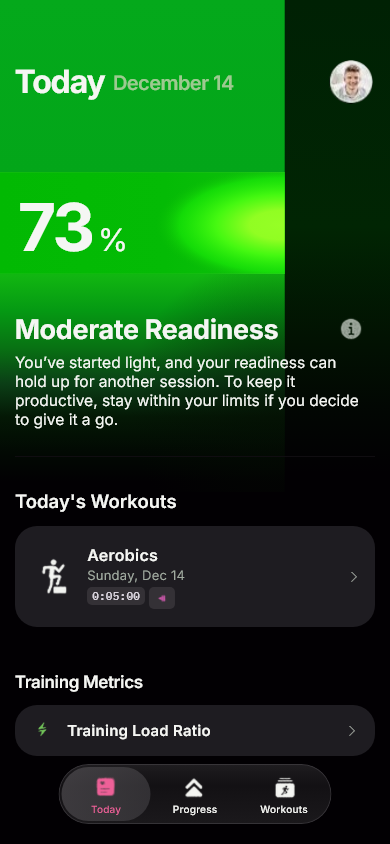 Today December 14
73 %
Moderate Readiness
You’ve started light, and your readiness can
hold up for another session. To keep it
productive, stay within your limits if you decide
to give it a go.
Today's Workouts
Aerobics
Sunday, Dec 14
0:05:00
Training Metrics
Training Load Ratio
Today Progress Workouts